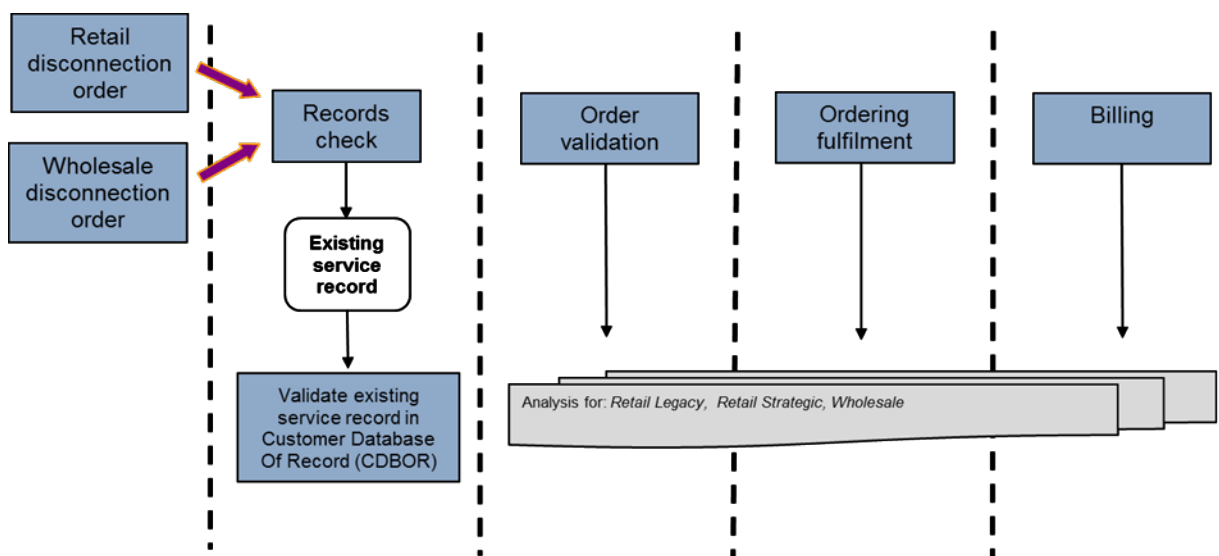 Retail
disconnection
order
Wholesale
disconnection
order
Records
check
Existing
service
record
Validate existing
service record in
Customer Database
Of Record (CDBOR)
Order
validation
Ordering
fulfilment
Billing
Analysis for: Retail Legacy, Retail Strategic, Wholesale